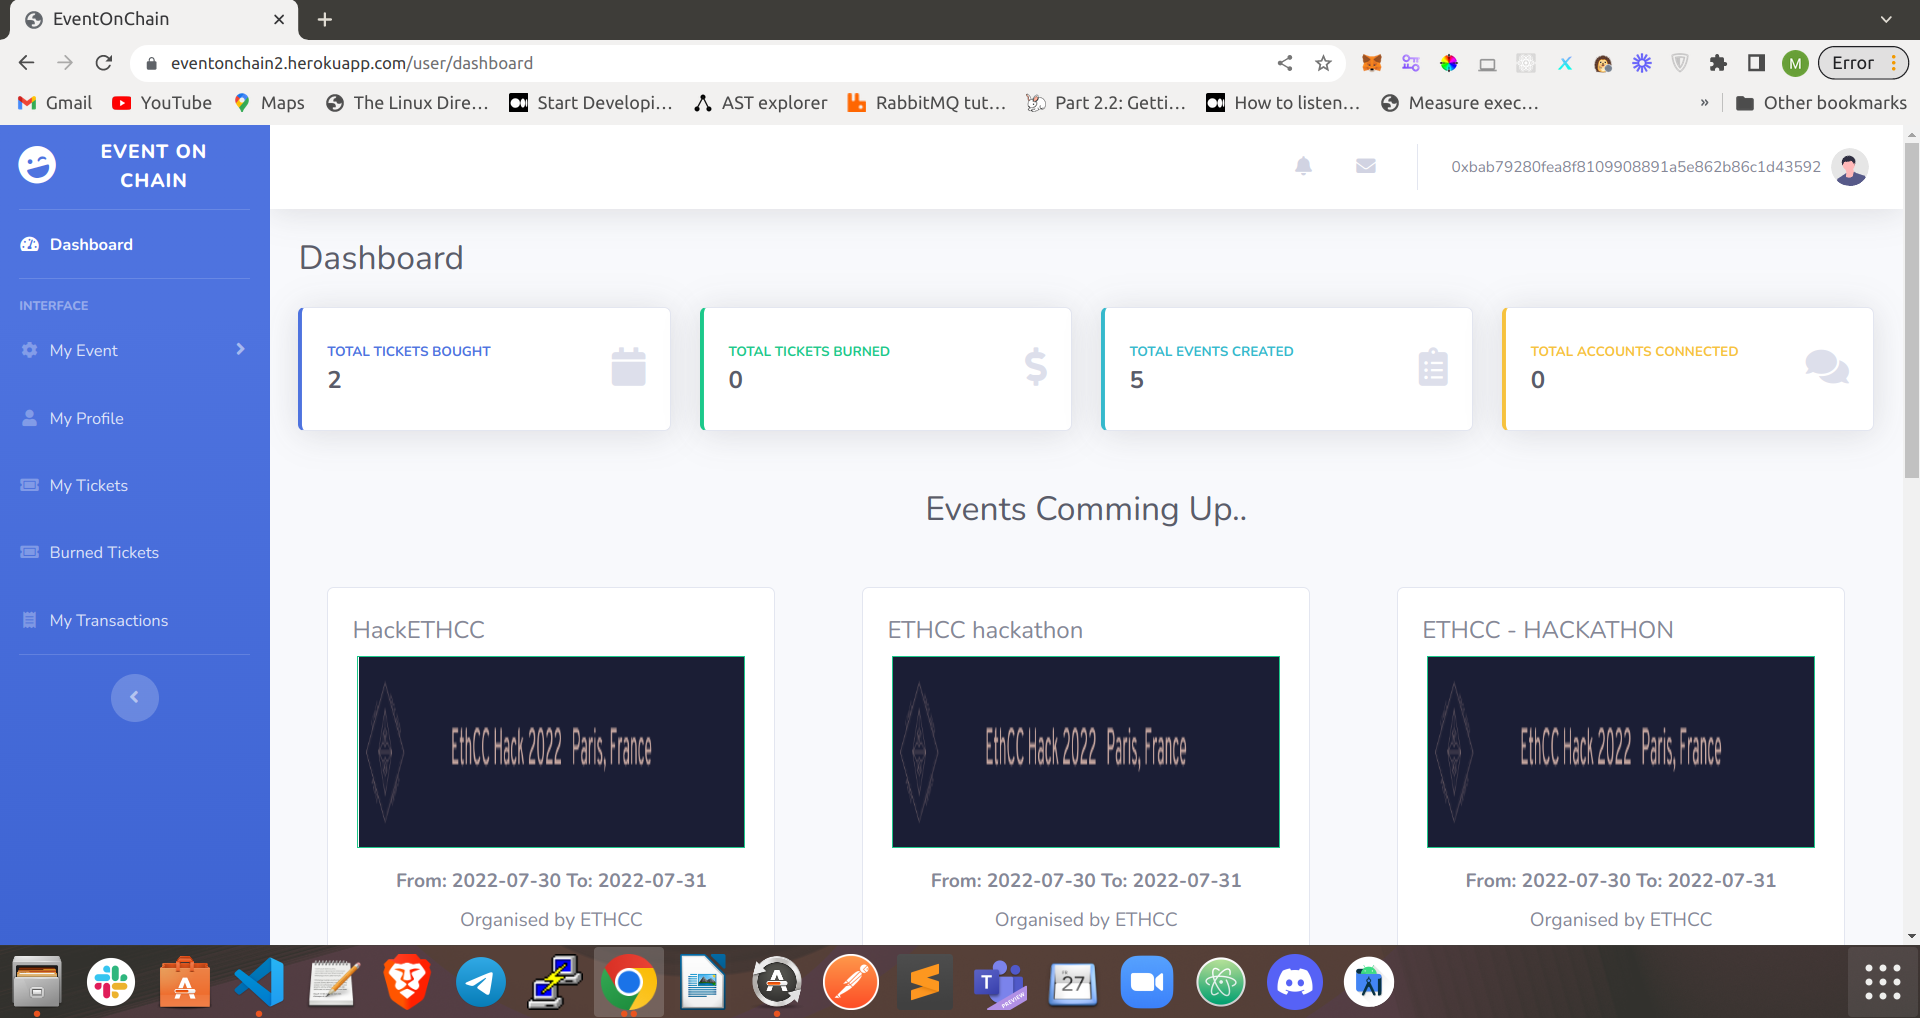 EventOnChain
eventonchain2.herokuapp.com/user/dashboard
M
Error
Gmail
YouTube
Maps
The Linux Dire...
Start Developi...
AST explorer
RabbitMQ tut...
Part 2.2: Getti...
How to listen...
Measure exec...
»
Other bookmarks
EVENT ON
CHAIN
0xbab79280fea8f8109908891a5e862b86c1d43592
Dashboard
INTERFACE
My Event
My Profile
My Tickets
Burned Tickets
My Transactions
Dashboard
TOTAL TICKETS BOUGHT
2
TOTAL TICKETS BURNED
0
TOTAL EVENTS CREATED
5
TOTAL ACCOUNTS CONNECTED
0
Events Comming Up..
HackETHCC
EthCC Hack 2022 Paris, France
From: 2022-07-30 To: 2022-07-31
Organised by ETHCC
ETHCC hackathon
EthCC Hack 2022 Paris, France
From: 2022-07-30 To: 2022-07-31
Organised by ETHCC
ETHCC - HACKATHON
EthCC Hack 2022 Paris, France
From: 2022-07-30 To: 2022-07-31
Organised by ETHCC
T
PREVIEW
27